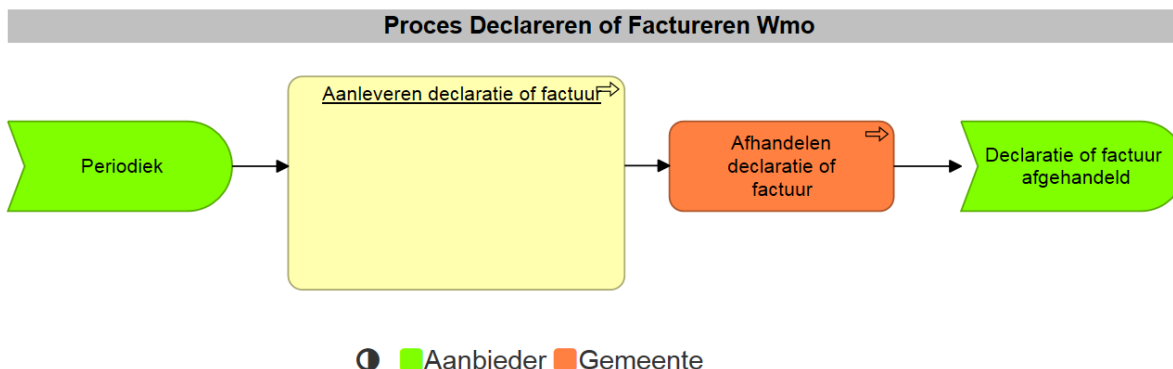 Proces Declareren of Factureren Wmo
Aanleveren declaratie of factuur
Periodiek
Afhandelen
declaratie of
factuur
Declaratie of factuur
afgehandeld
Aanbieder Gemeente